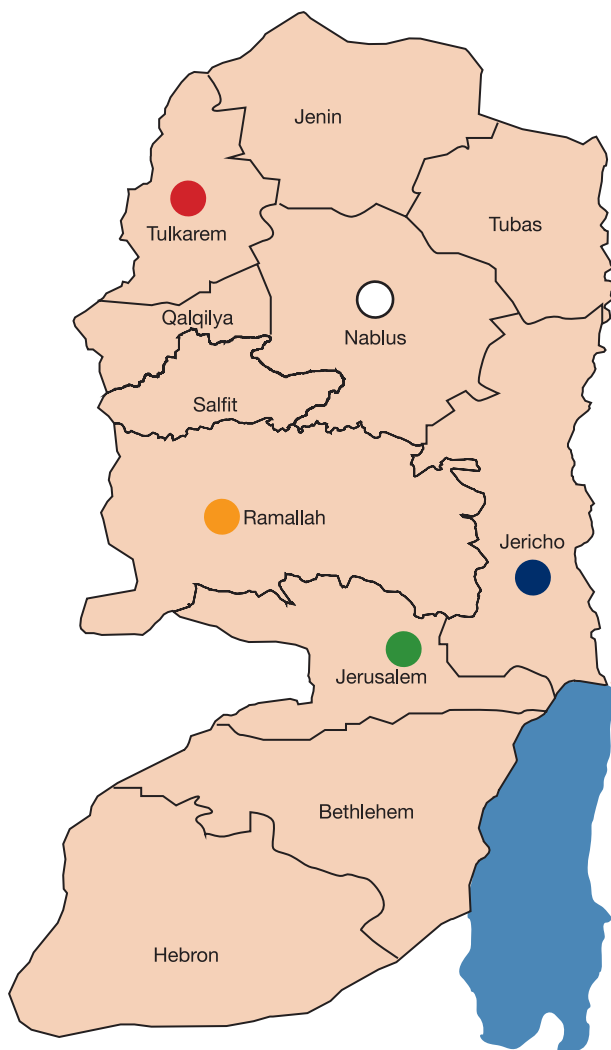 Jenin
Tubas
Tulkarem
Qalqilya
Nablus
Salfit
Ramallah
Jericho
Jerusalem
Bethlehem
Hebron